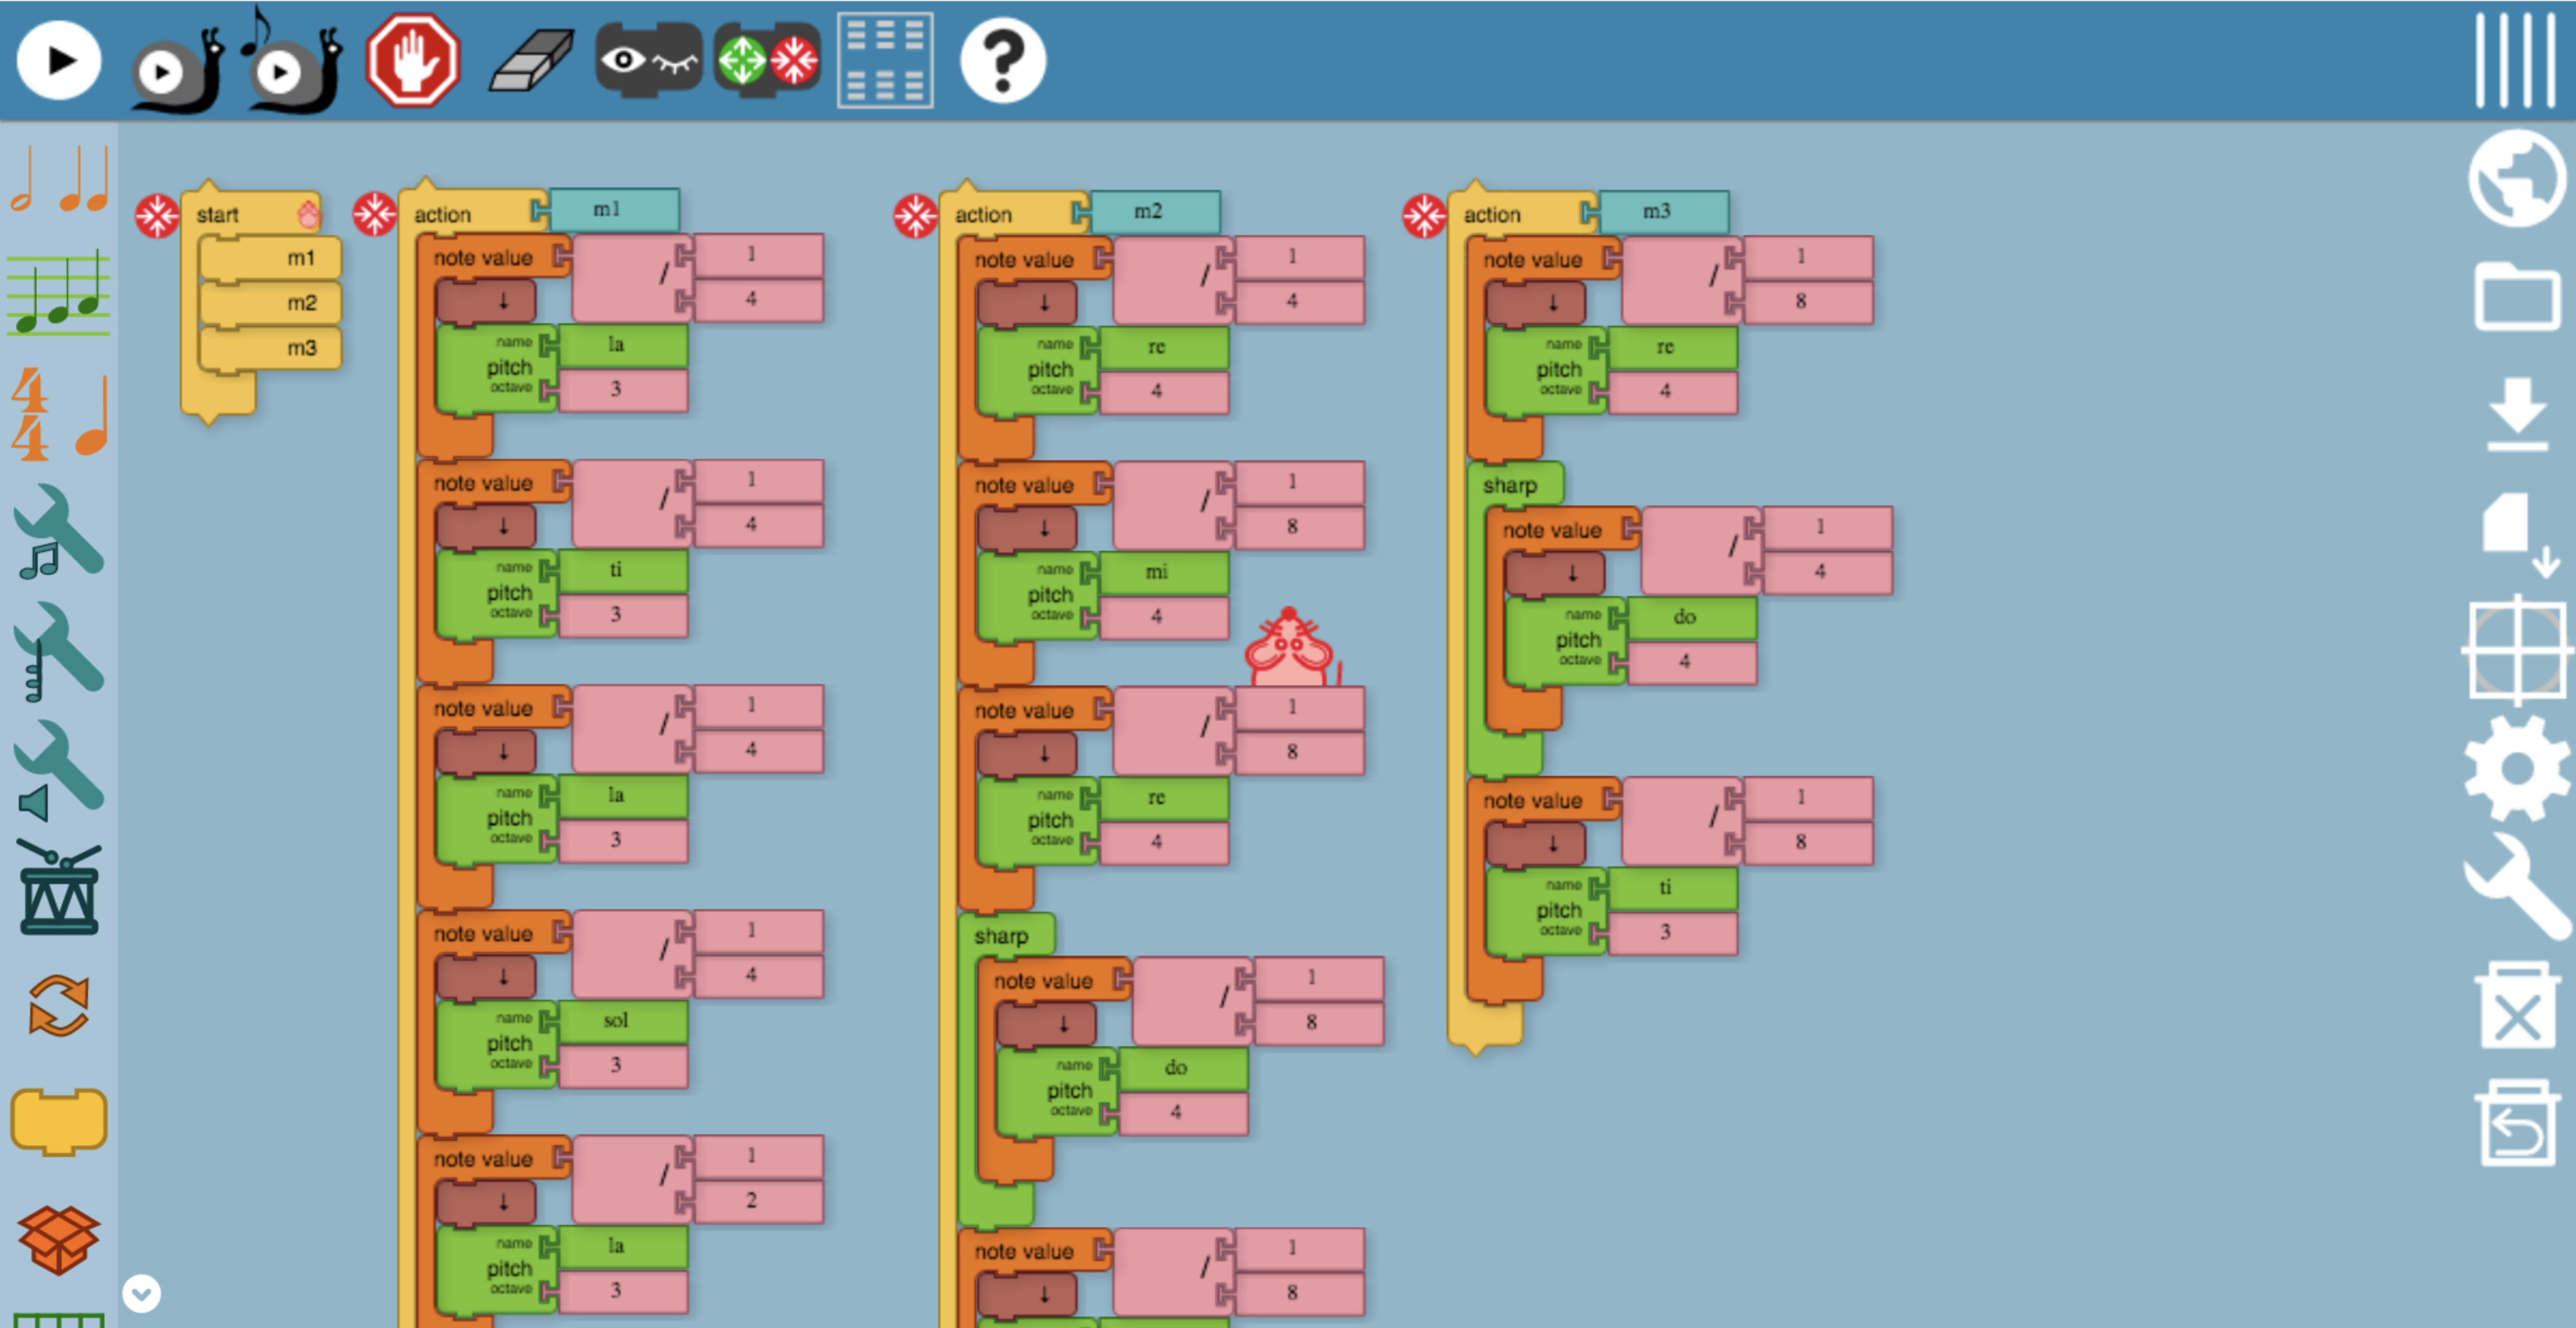 start
m1
m2
m3
action m1
note value / 1
4
↓
name la
pitch
octave 3
note value / 1
4
↓
name ti
pitch
octave 3
note value / 1
4
↓
name la
pitch
octave 3
note value / 1
4
↓
name sol
pitch
octave 3
note value / 1
2
↓
name la
pitch
octave 3
action m2
note value / 1
4
↓
name re
pitch
octave 4
note value / 1
8
↓
name mi
pitch
octave 4
note value / 1
8
↓
name re
pitch
octave 4
sharp
note value / 1
8
↓
name do
pitch
octave 4
note value / 1
8
↓
action m3
note value / 1
8
↓
name re
pitch
octave 4
sharp
note value / 1
4
↓
name do
pitch
octave 4
note value / 1
8
↓
name ti
pitch
octave 3
?
4
4